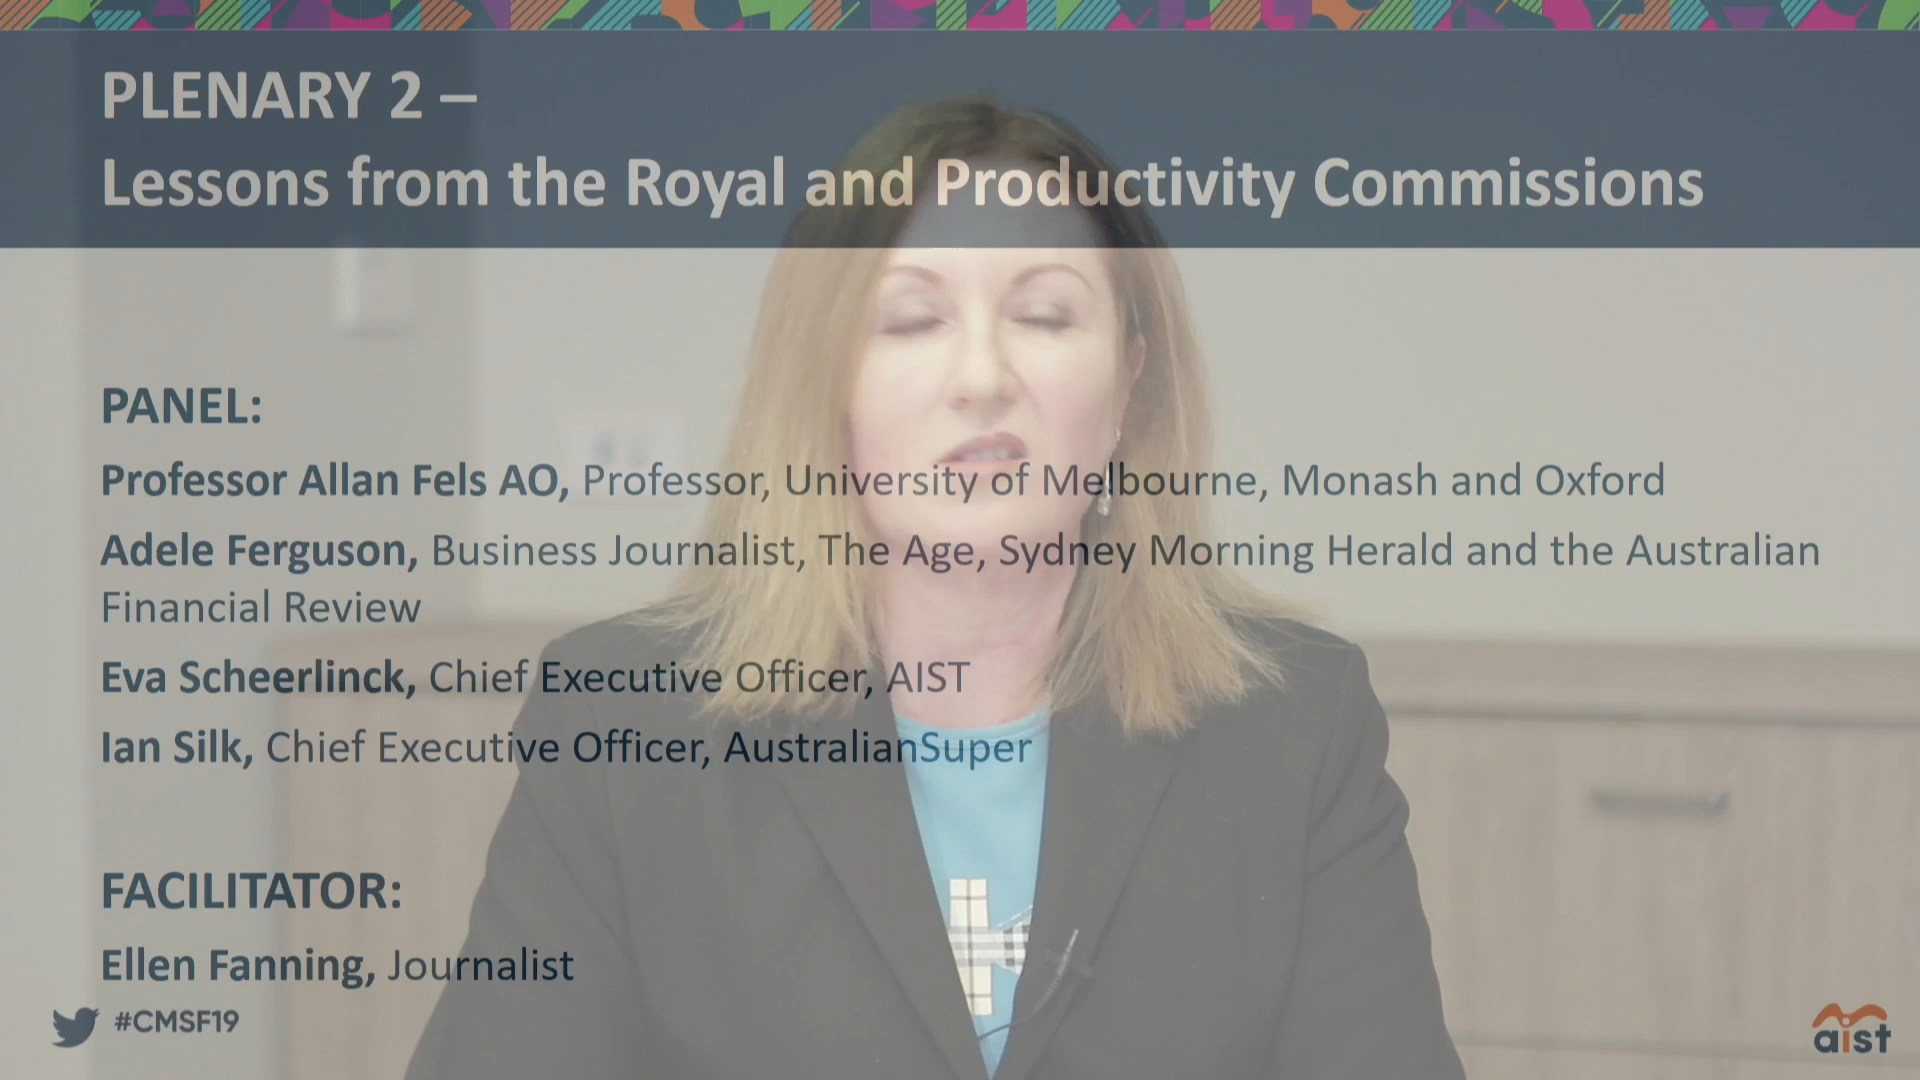 PLENARY 2 –
Lessons from the Royal and Productivity Commissions
PANEL:
Professor Allan Fels AO, Professor, University of Melbourne, Monash and Oxford
Adele Ferguson, Business Journalist, The Age, Sydney Morning Herald and the Australian
Financial Review
Eva Scheerlinck, Chief Executive Officer, AIST
Ian Silk, Chief Executive Officer, AustralianSuper
FACILITATOR:
Ellen Fanning, Journalist
#CMSF19
aist